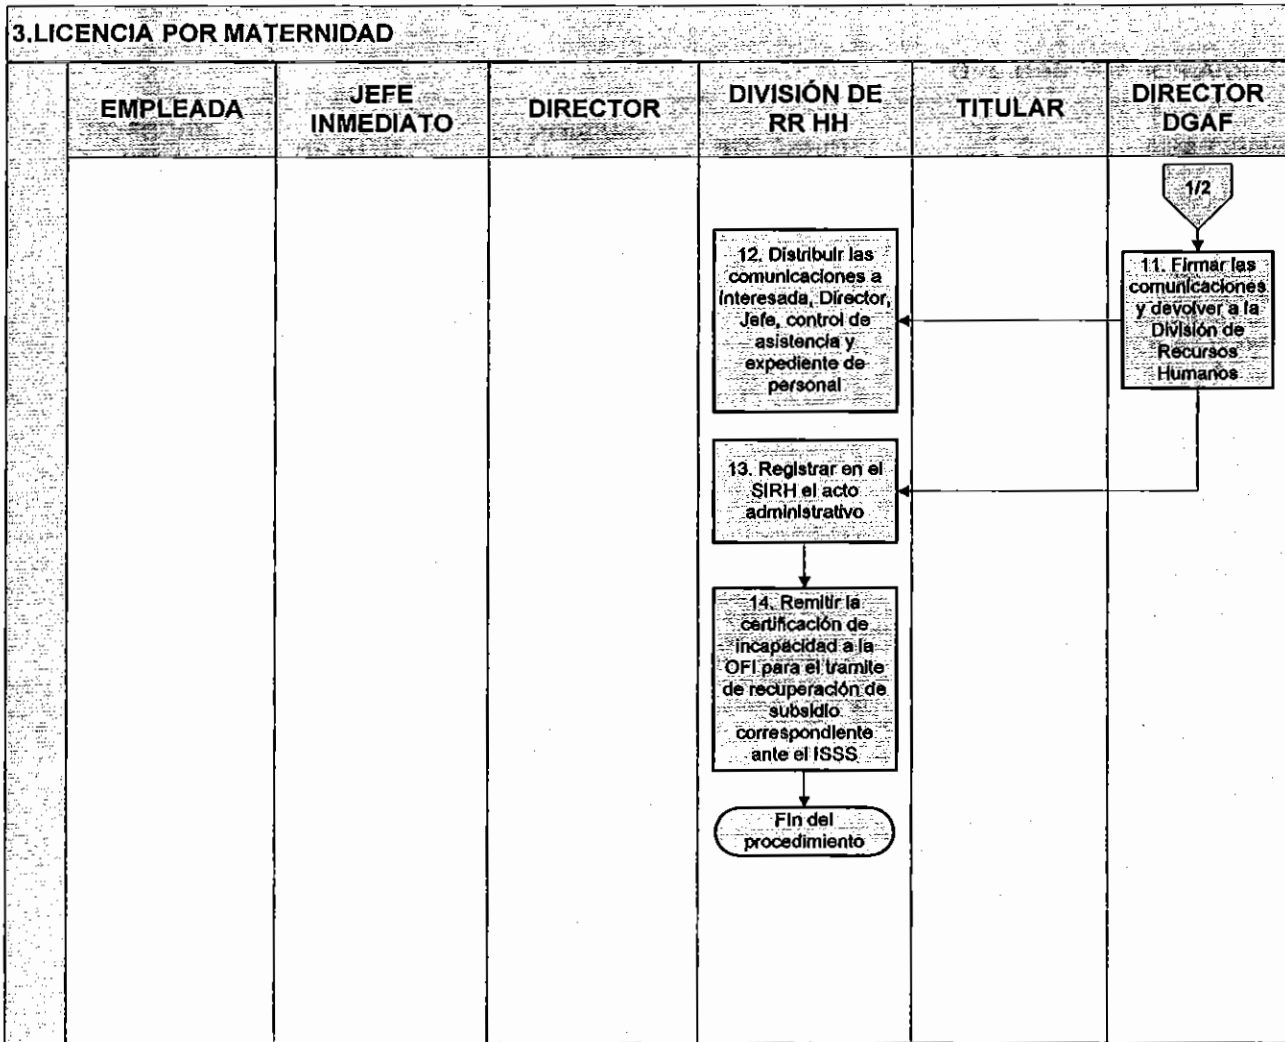 3.LICENCIA POR MATERNIDAD
EMPLEADA
JEFE
INMEDIATO
DIRECTOR
DIVISIÓN DE
RR HH
TITULAR
DIRECTOR
DGAF
1/2
11. Firmar las
comunicaciones
y devolver a la
División de
Recursos
Humanos
12. Distribuir las
comunicaciones a
interesada, Director,
Jefe, control de
asistencia y
expediente de
personal
13. Registrar en el
SIRH el acto
administrativo
14. Remitir la
certificación de
incapacidad a la
OFI para el tramite
de recuperación de
subsidio
correspondiente
ante el ISSS
Fin del
procedimiento